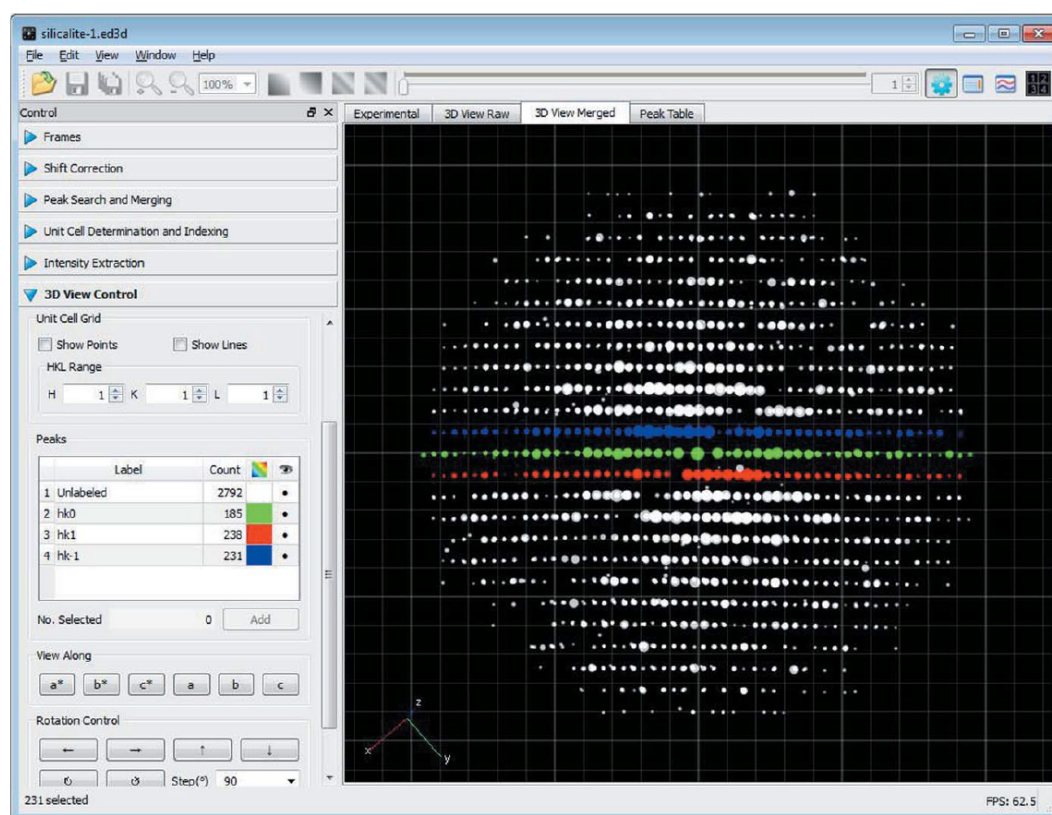 silicalite-1.ed3d
File Edit View Window Help
100% 1 1 2 3 4
Control Experimental 3D View Raw 3D View Merged Peak Table
Frames
Shift Correction
Peak Search and Merging
Unit Cell Determination and Indexing
Intensity Extraction
3D View Control
Unit Cell Grid
Show Points Show Lines
HKL Range
H 1 K 1 L 1
Peaks
Label Count
1 Unlabeled 2792
2 hk0 185
3 hk1 238
4 hk-1 231
No. Selected 0 Add
View Along
a* b* c* a b c
Rotation Control
← → ↑ ↓
↻ ↺ Step(°) 90
z
x
y
231 selected FPS: 62.5